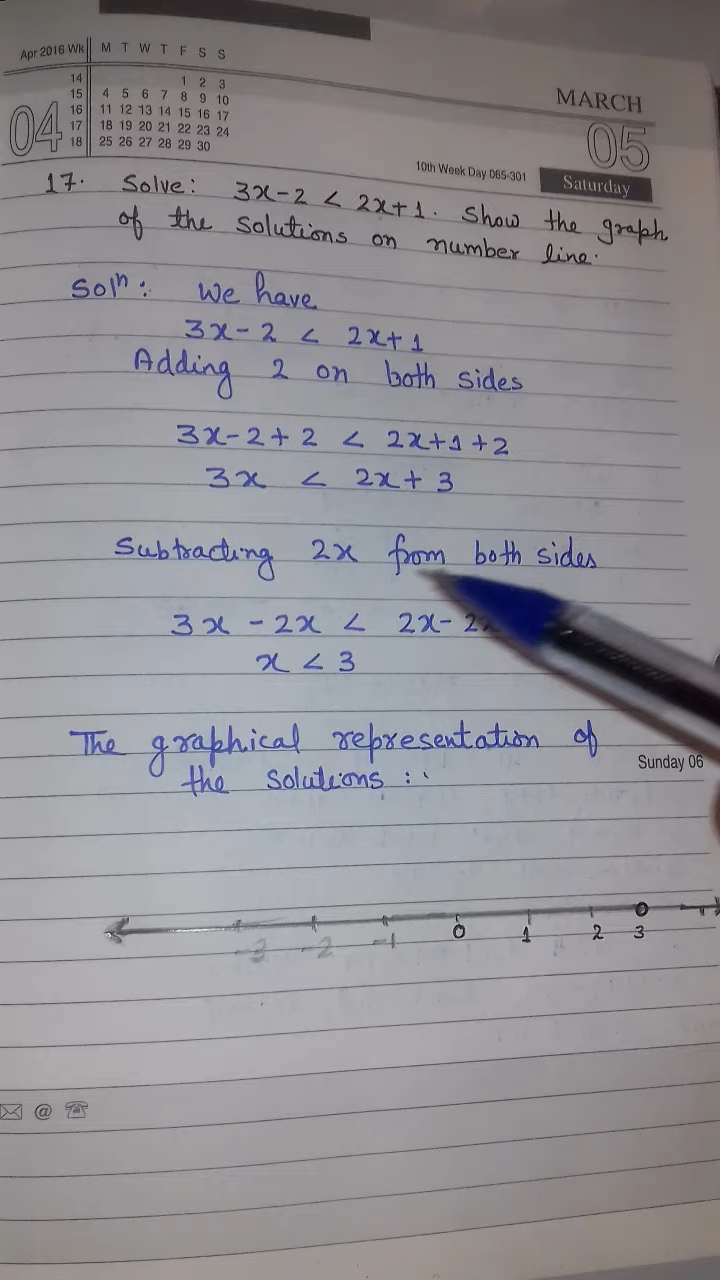 Apr 2016 Wk M T W T F S S
14 1 2 3
15 4 5 6 7 8 9 10
16 11 12 13 14 15 16 17
17 18 19 20 21 22 23 24
18 25 26 27 28 29 30
04
MARCH
05
10th Week Day 065-301
Saturday
17. Solve: 3x-2 < 2x+1. Show the graph
of the solutions on number line.
Solⁿ: We have
3x-2 < 2x+1
Adding 2 on both sides
3x-2+2 < 2x+1+2
3x < 2x+3
Subtracting 2x from both sides
3x - 2x < 2x-
x < 3
The graphical representation of
the solutions :.
Sunday 06
-3 -2 -1 0 1 2 3
@